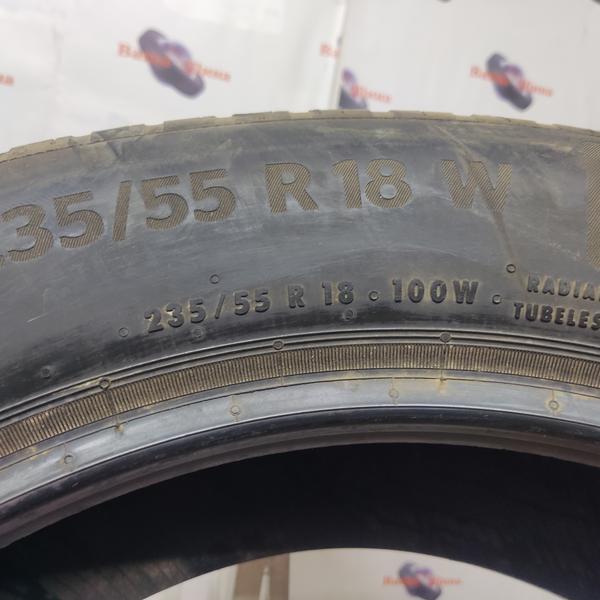 235/55 R 18 W
235/55 R 18 100W
RADIAL
TUBELESS